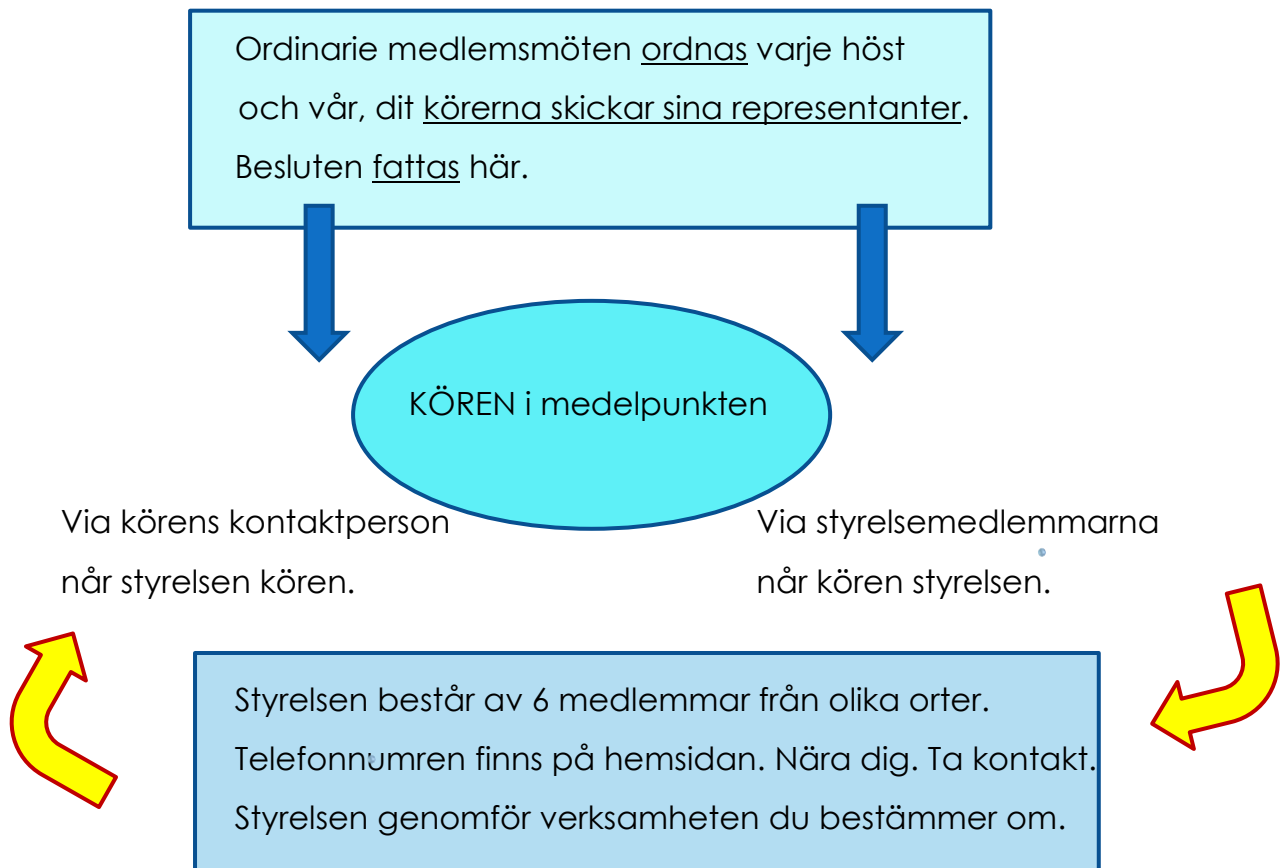 Ordinarie medlemsmöten ordnas varje höst
och vår, dit körerna skickar sina representanter.
Besluten fattas här.
KÖREN i medelpunkten
Via körens kontaktperson
når styrelsen kören.
Via styrelsemedlemmarna
når kören styrelsen.
Styrelsen består av 6 medlemmar från olika orter.
Telefonnumren finns på hemsidan. Nära dig. Ta kontakt.
Styrelsen genomför verksamheten du bestämmer om.